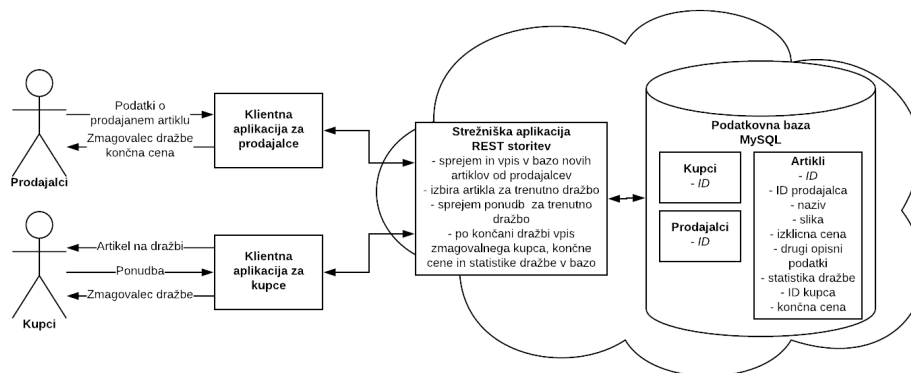 Prodajalci
Podatki o
prodajanem artiklu
Zmagovalec dražbe
končna cena
Klientna
aplikacija za
prodajalce
Kupci
Artikel na dražbi
Ponudba
Zmagovalec dražbe
Klientna
aplikacija za
kupce
Strežniška aplikacija
REST storitev
- sprejem in vpis v bazo novih
artiklov od prodajalcev
- izbira artikla za trenutno dražbo
- sprejem ponudb za trenutno
dražbo
- po končani dražbi vpis
zmagovalnega kupca, končne
cene in statistike dražbe v bazo
Podatkovna baza
MySQL
Kupci
- ID
Prodajalci
- ID
Artikli
- ID
- ID prodajalca
- naziv
- slika
- izklicna cena
- drugi opisni
podatki
- statistika dražbe
- ID kupca
- končna cena